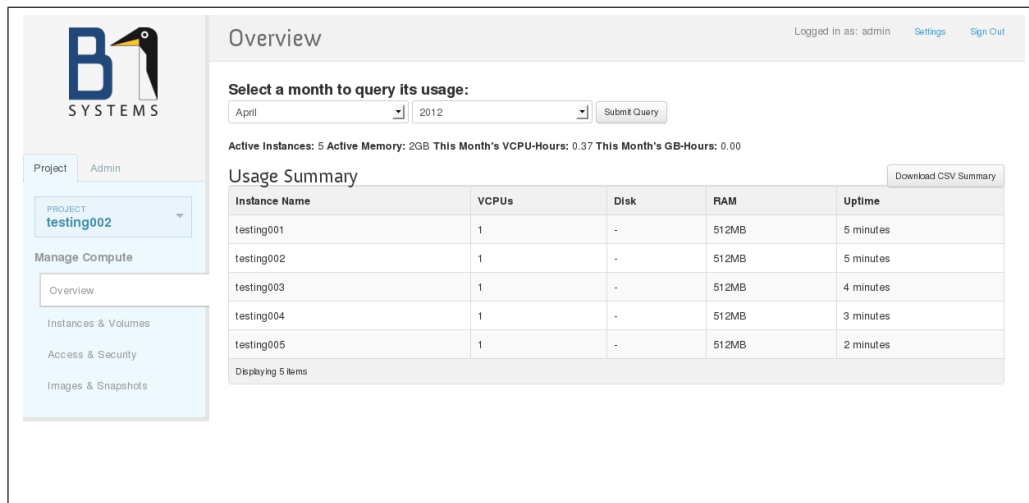 B1
SYSTEMS
Project Admin
PROJECT
testing002
Manage Compute
Overview
Instances & Volumes
Access & Security
Images & Snapshots
Overview
Logged in as: admin Settings Sign Out
Select a month to query its usage:
April 2012 Submit Query
Active Instances: 5 Active Memory: 2GB This Month's VCPU-Hours: 0.37 This Month's GB-Hours: 0.00
Usage Summary Download CSV Summary
Instance Name VCPUs Disk RAM Uptime
testing001 1 - 512MB 5 minutes
testing002 1 - 512MB 5 minutes
testing003 1 - 512MB 4 minutes
testing004 1 - 512MB 3 minutes
testing005 1 - 512MB 2 minutes
Displaying 5 items